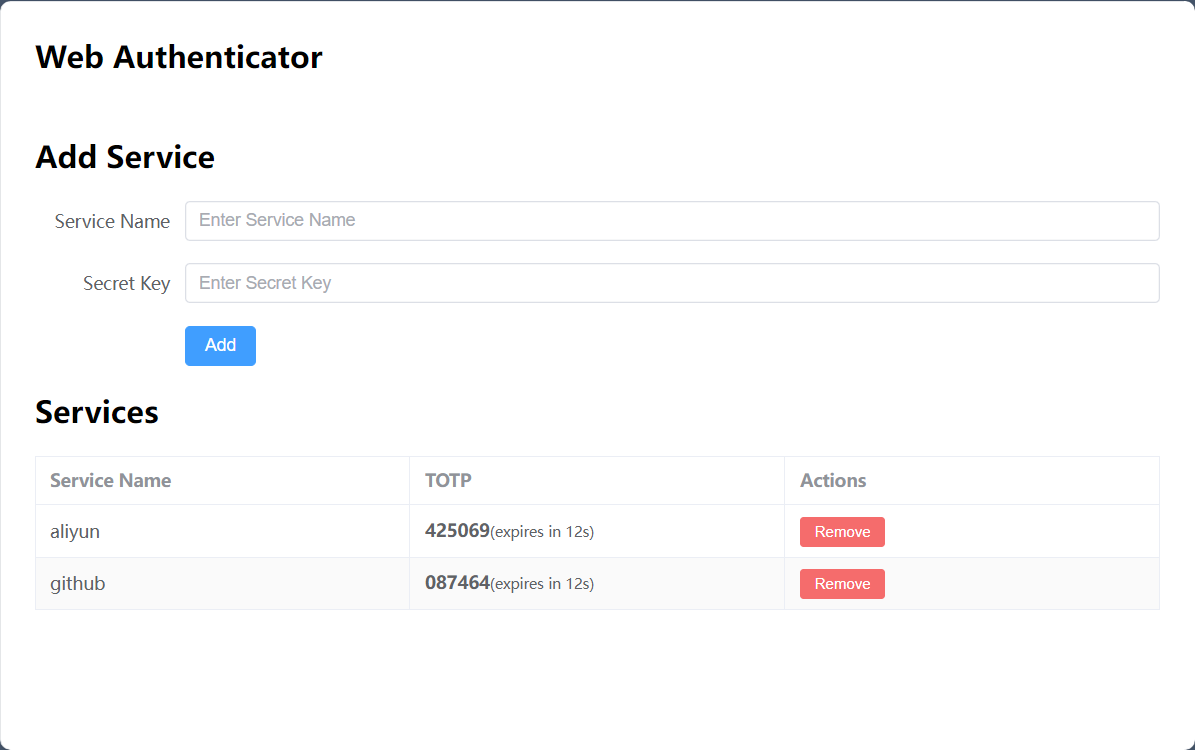 Web Authenticator
Add Service
Service Name Enter Service Name
Secret Key Enter Secret Key
Add
Services
Service Name TOTP Actions
aliyun 425069(expires in 12s) Remove
github 087464(expires in 12s) Remove